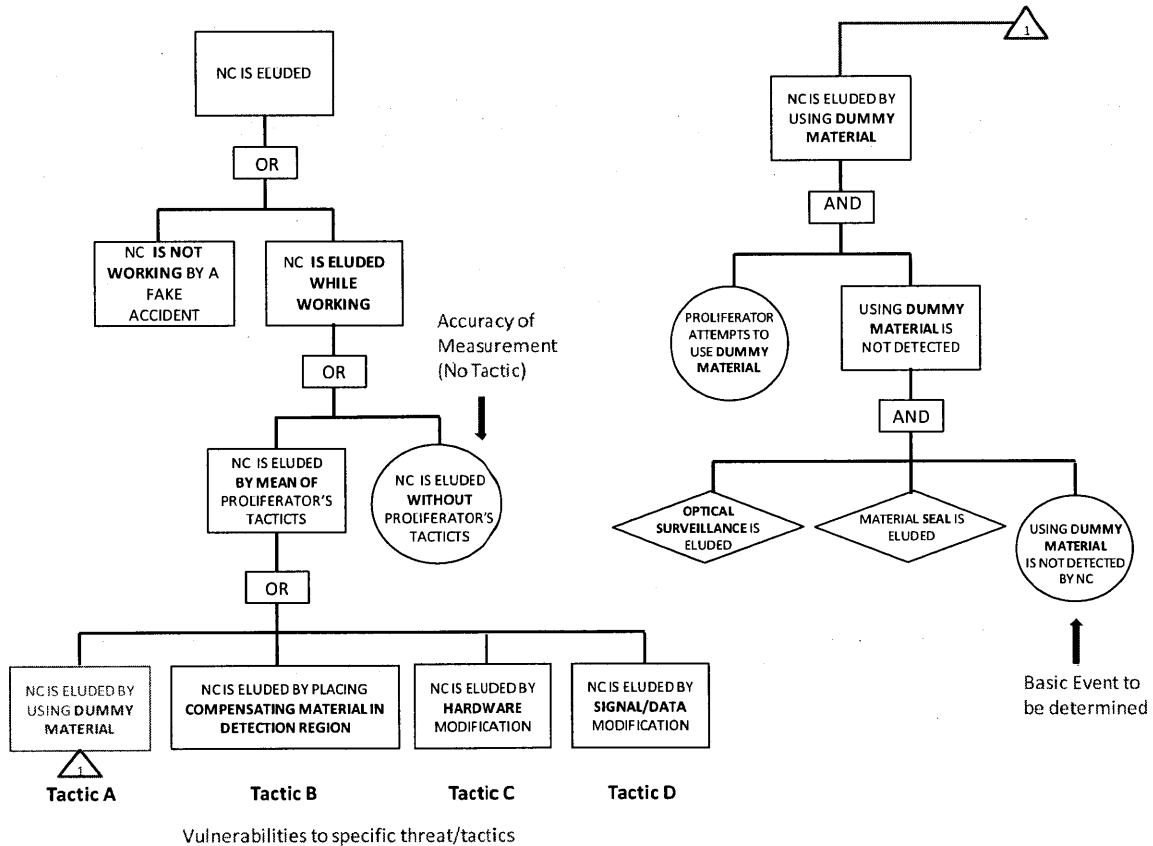 NC IS ELUDED
OR
NC IS NOT
WORKING BY A
FAKE
ACCIDENT
NC IS ELUDED
WHILE
WORKING
Accuracy of
Measurement
(No Tactic)
OR
NC IS ELUDED
BY MEAN OF
PROLIFERATOR'S
TACTICTS
NC IS ELUDED
WITHOUT
PROLIFERATOR'S
TACTICTS
OR
NC IS ELUDED BY
USING DUMMY
MATERIAL
1
NC IS ELUDED BY PLACING
COMPENSATING MATERIAL IN
DETECTION REGION
NC IS ELUDED BY
HARDWARE
MODIFICATION
NC IS ELUDED BY
SIGNAL/DATA
MODIFICATION
Tactic A
Tactic B
Tactic C
Tactic D
Vulnerabilities to specific threat/tactics
1
NC IS ELUDED BY
USING DUMMY
MATERIAL
AND
PROLIFERATOR
ATTEMPTS TO
USE DUMMY
MATERIAL
USING DUMMY
MATERIAL IS
NOT DETECTED
AND
OPTICAL
SURVEILLANCE IS
ELUDED
MATERIAL SEAL IS
ELUDED
USING DUMMY
MATERIAL
IS NOT DETECTED
BY NC
Basic Event to
be determined